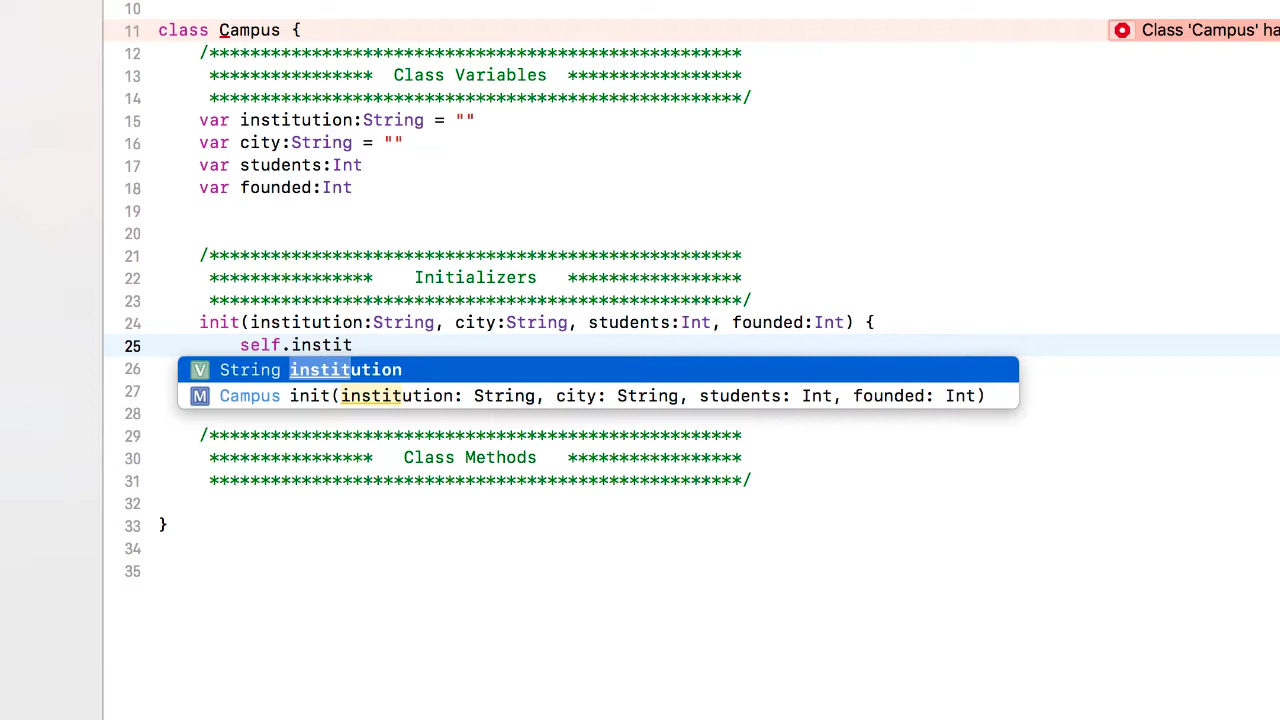 10
11 class Campus { Class 'Campus' ha
12 /****************************************************
13 **************** Class Variables *****************
14 ****************************************************/
15 var institution:String = ""
16 var city:String = ""
17 var students:Int
18 var founded:Int
19
20
21 /****************************************************
22 **************** Initializers *****************
23 ****************************************************/
24 init(institution:String, city:String, students:Int, founded:Int) {
25 self.instit
26 V String institution
27 M Campus init(institution: String, city: String, students: Int, founded: Int)
28
29 /****************************************************
30 **************** Class Methods *****************
31 ****************************************************/
32
33 }
34
35